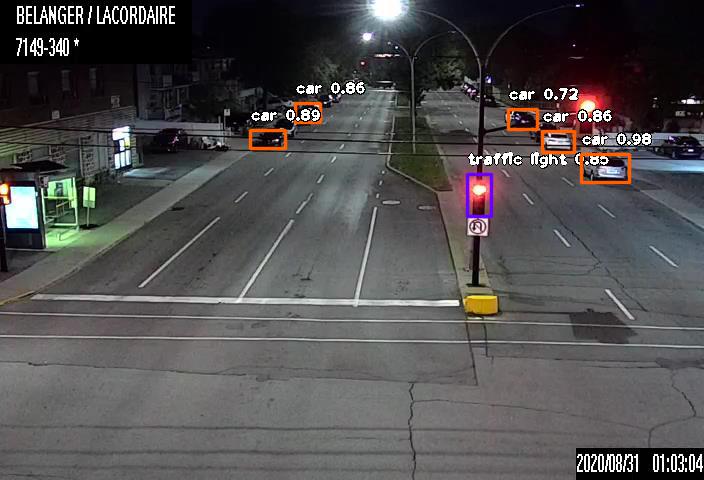 BELANGER / LACORDAIRE
7149-340 *
car 0.86
car 0.72
car 0.89
car 0.86
car 0.98
traffic light 0.85
2020/08/31 01:03:04